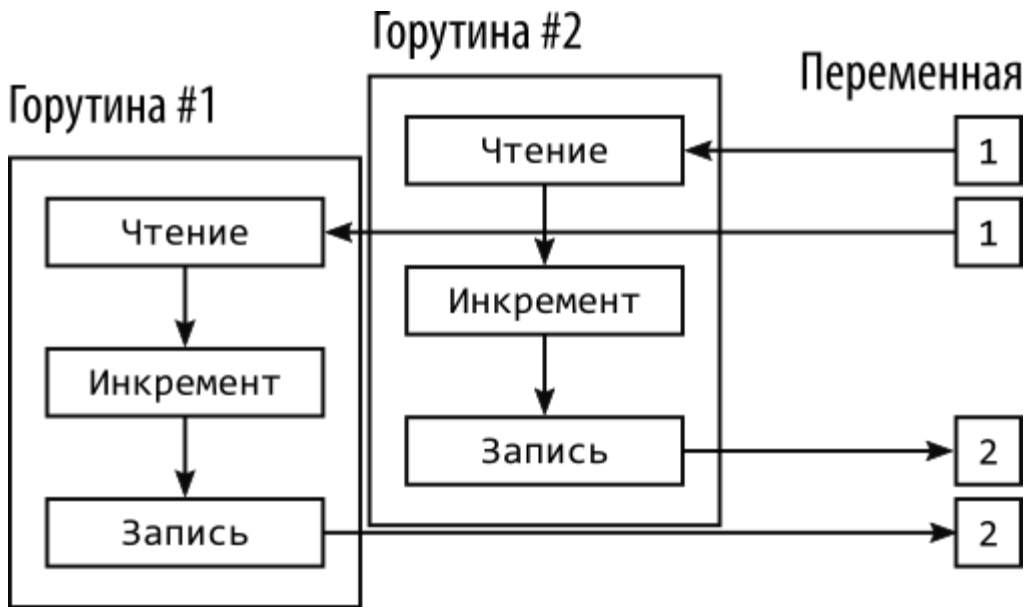 Горутина #2
Переменная
Горутина #1
Чтение
1
Чтение
1
Инкремент
Инкремент
Запись
2
Запись
2